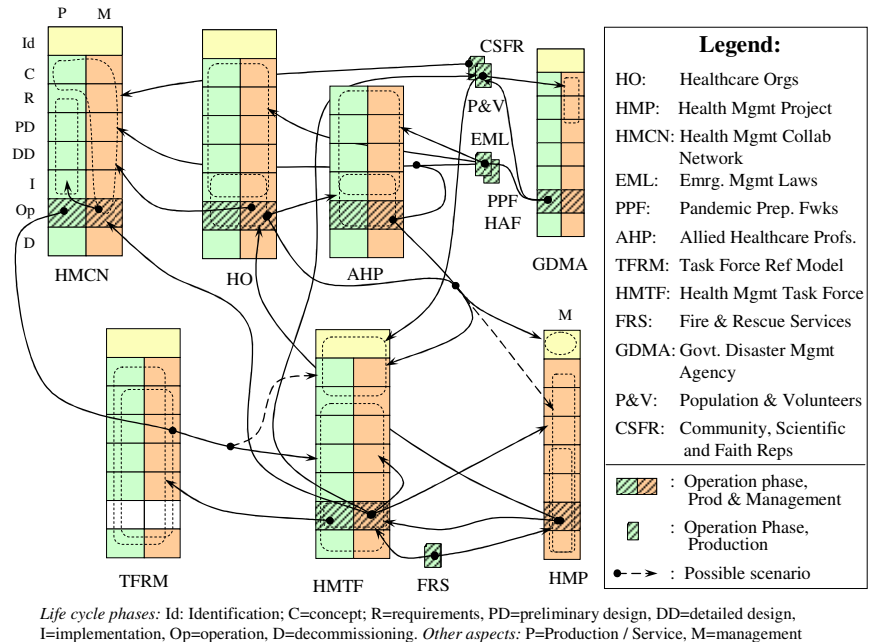 P M
Id
C
R
PD
DD
I
Op
D
HMCN
HO
AHP
CSFR
P&V
EML
PPF
HAF
GDMA
M
TFRM
HMTF
FRS
HMP
Legend:
HO: Healthcare Orgs
HMP: Health Mgmt Project
HMCN: Health Mgmt Collab
Network
EML: Emrg. Mgmt Laws
PPF: Pandemic Prep. Fwks
AHP: Allied Healthcare Profs.
TFRM: Task Force Ref Model
HMTF: Health Mgmt Task Force
FRS: Fire & Rescue Services
GDMA: Govt. Disaster Mgmt
Agency
P&V: Population & Volunteers
CSFR: Community, Scientific
and Faith Reps
: Operation phase,
Prod & Management
: Operation Phase,
Production
: Possible scenario
Life cycle phases: Id: Identification; C=concept; R=requirements, PD=preliminary design, DD=detailed design,
I=implementation, Op=operation, D=decommissioning. Other aspects: P=Production / Service, M=management